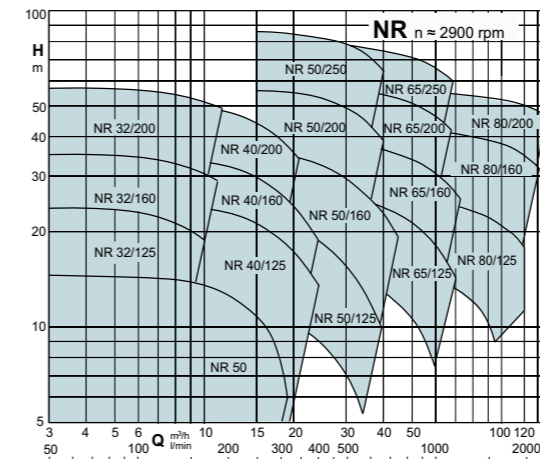 100
NR n ≈ 2900 rpm
H
m
NR 50/250
NR 65/250
50
NR 32/200
NR 50/200
NR 65/200
NR 80/200
40
NR 40/200
NR 80/160
30
NR 32/160
NR 40/160
NR 65/160
NR 50/160
20
NR 32/125
NR 40/125
NR 80/125
NR 65/125
10
NR 50/125
NR 50
5
3 4 5 6 Q m³/h 10 15 20 30 40 50 100 120
50 100 l/min 200 300 400 500 1000 2000